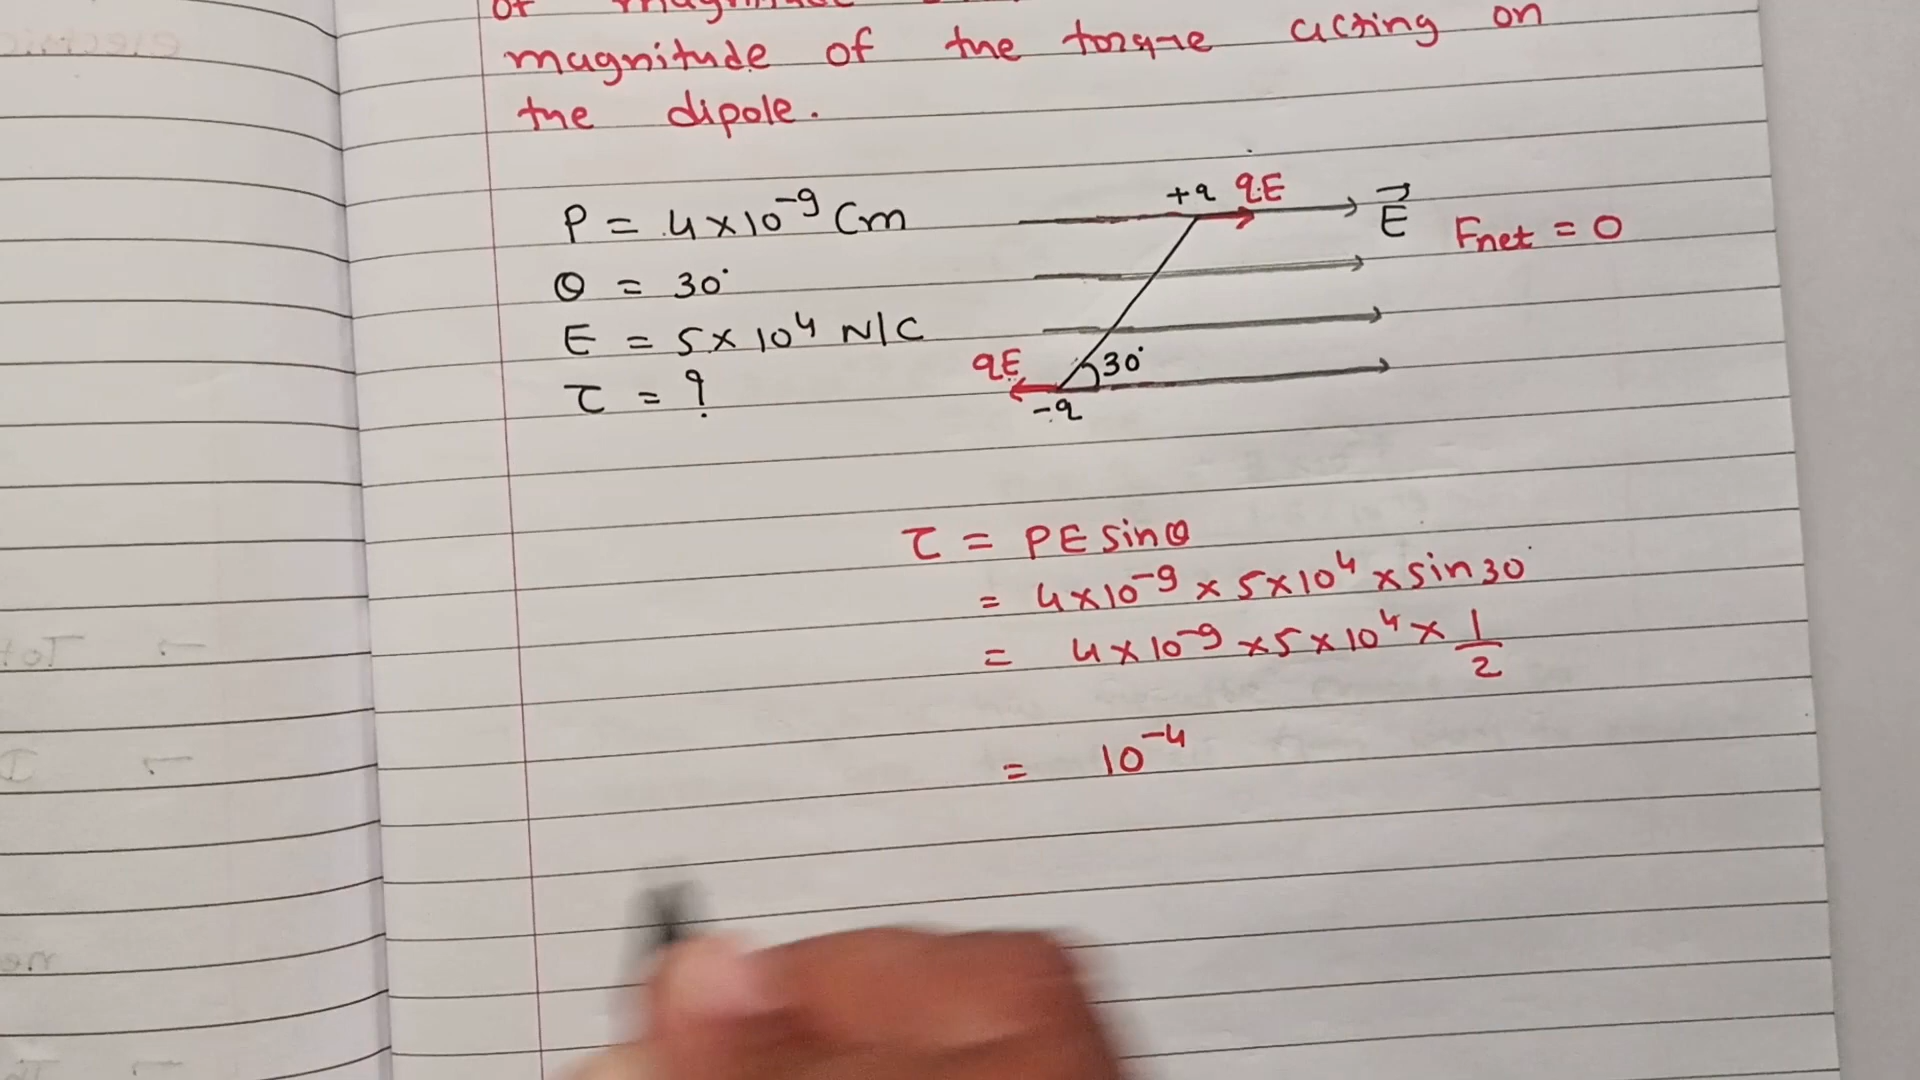 of
magnitude of the torque acting on
the dipole.
P = 4×10⁻⁹ Cm
θ = 30°
E = 5×10⁴ N/C
τ = ?
+q qE
E⃗
Fnet = 0
qE
30°
-q
τ = PE sinθ
= 4×10⁻⁹ × 5×10⁴ × sin30°
= 4×10⁻⁹ ×5×10⁴ × 1/2
= 10⁻⁴